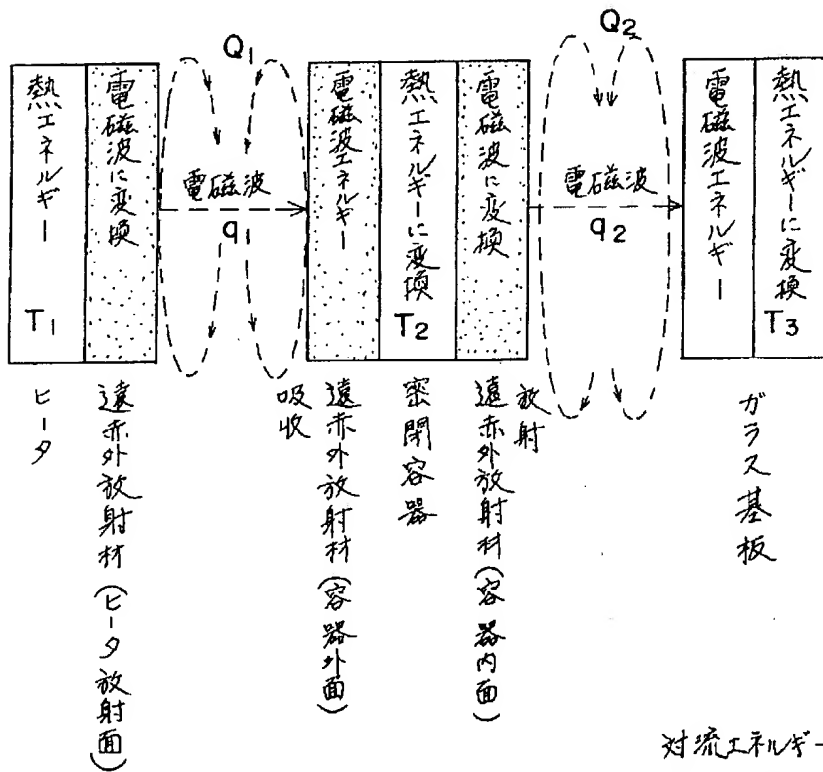 Q1
Q2
熱エネルギー
T1
電磁波に変換
電磁波
q
電磁波エネルギー
熱エネルギーに変換
T2
電磁波に変換
電磁波
q2
電磁波エネルギー
熱エネルギーに変換
T3
ヒータ
遠赤外放射材(ヒータ放射面)
吸収
遠赤外放射材(容器外面)
密閉容器
遠赤外放射材(容器内面)
放射
ガラス基板
対流エネルギー